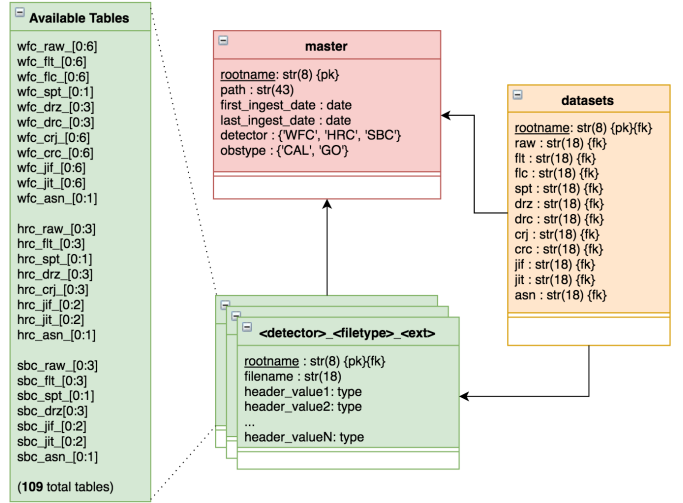 Available Tables
wfc_raw_[0:6]
wfc_flt_[0:6]
wfc_flc_[0:6]
wfc_spt_[0:1]
wfc_drz_[0:3]
wfc_drc_[0:3]
wfc_crj_[0:6]
wfc_crc_[0:6]
wfc_jif_[0:6]
wfc_jit_[0:6]
wfc_asn_[0:1]
hrc_raw_[0:3]
hrc_flt_[0:3]
hrc_spt_[0:1]
hrc_drz_[0:3]
hrc_crj_[0:3]
hrc_jif_[0:2]
hrc_jit_[0:2]
hrc_asn_[0:1]
sbc_raw_[0:3]
sbc_flt_[0:3]
sbc_spt_[0:1]
sbc_drz[0:3]
sbc_jif_[0:2]
sbc_jit_[0:2]
sbc_asn_[0:1]
(109 total tables)
master
rootname: str(8) {pk}
path : str(43)
first_ingest_date : date
last_ingest_date : date
detector : {'WFC', 'HRC', 'SBC'}
obstype : {'CAL', 'GO'}
datasets
rootname: str(8) {pk}{fk}
raw : str(18) {fk}
flt : str(18) {fk}
flc : str(18) {fk}
spt : str(18) {fk}
drz : str(18) {fk}
drc : str(18) {fk}
crj : str(18) {fk}
crc : str(18) {fk}
jif : str(18) {fk}
jit : str(18) {fk}
asn : str(18) {fk}
<detector>_<filetype>_<ext>
rootname : str(8) {pk}{fk}
filename : str(18)
header_value1: type
header_value2: type
...
header_valueN: type